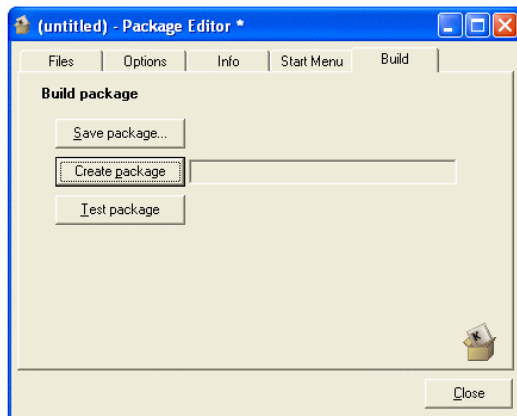 (untitled) - Package Editor *
Files Options Info Start Menu Build
Build package
Save package...
Create package
Test package
K
Close